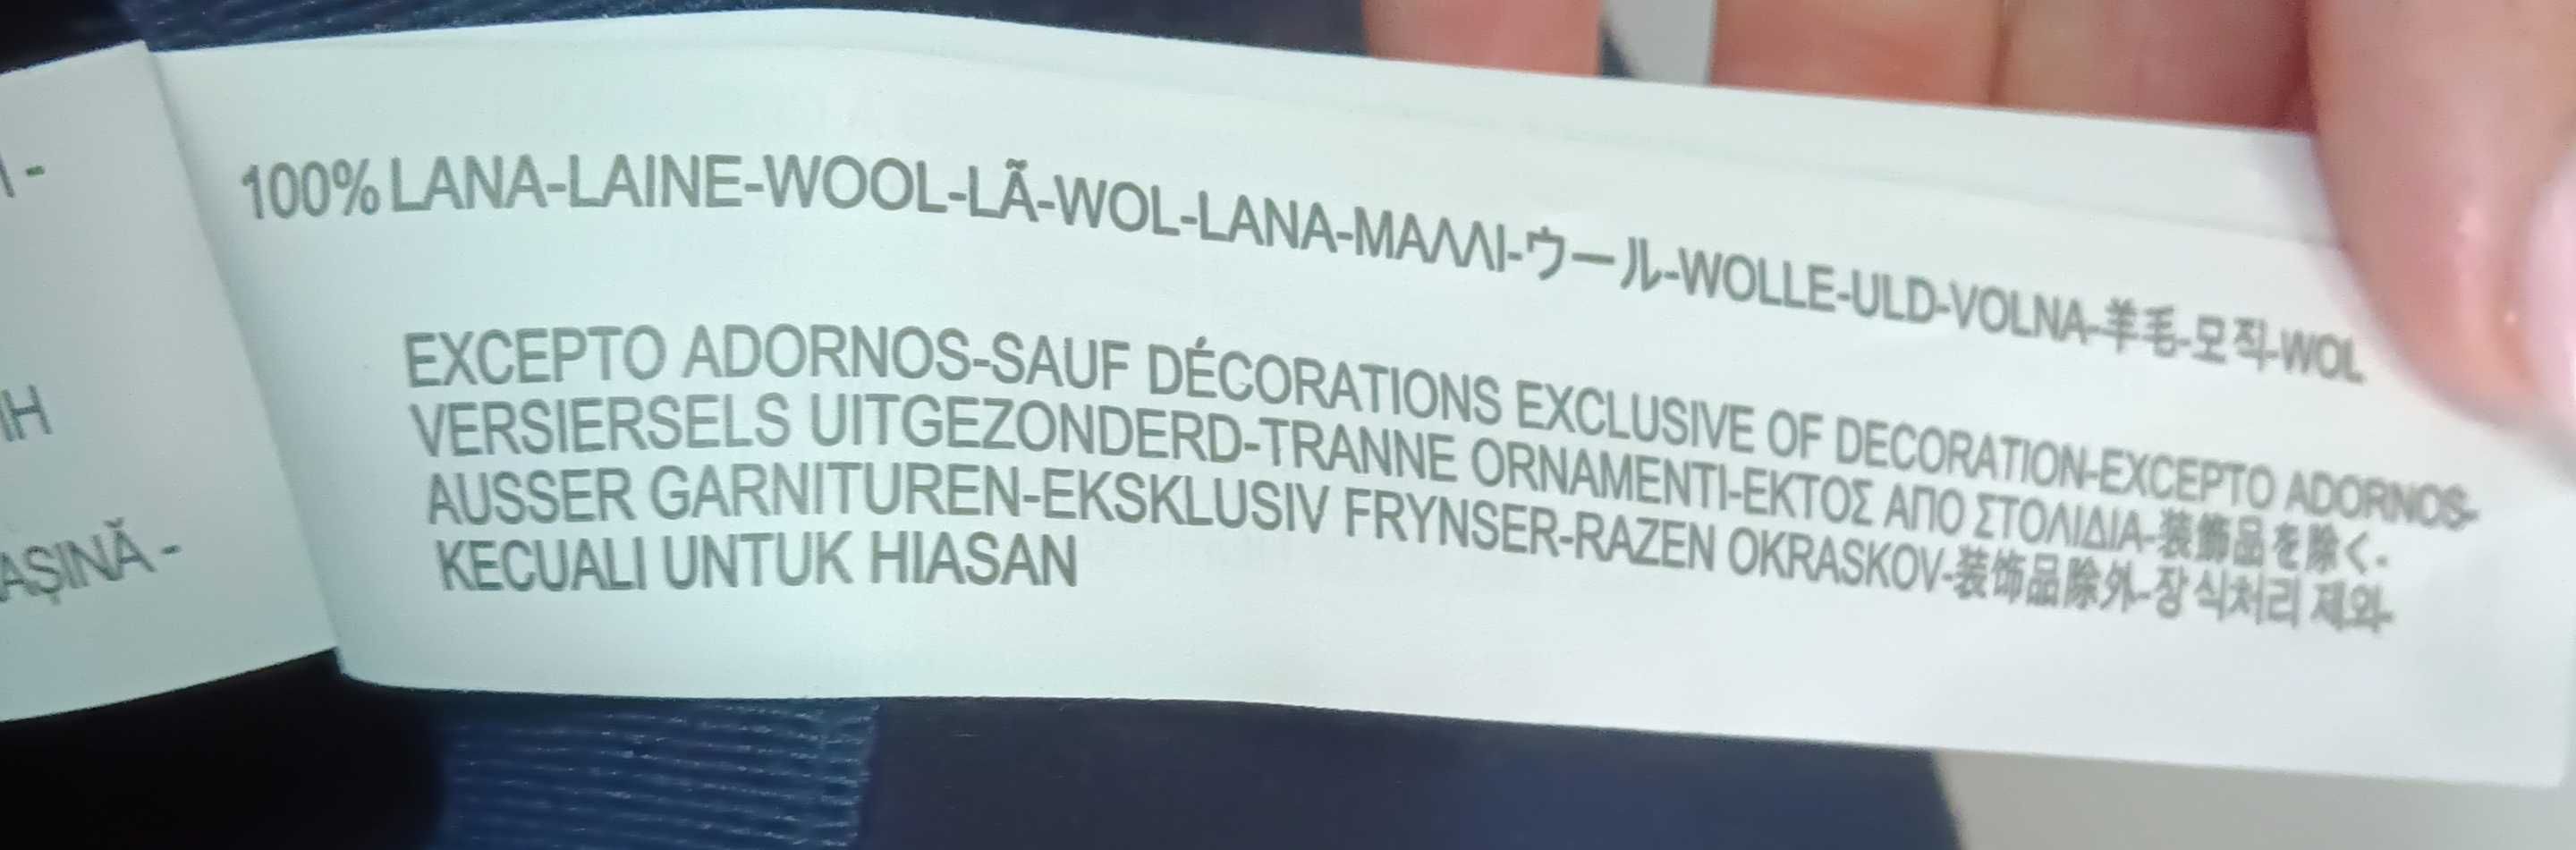 100% LANA-LAINE-WOOL-LÃ-WOL-LANA-ΜΑΛΛΙ-ウール-WOLLE-ULD-VOLNA-羊毛-모직-WOL
EXCEPTO ADORNOS-SAUF DÉCORATIONS EXCLUSIVE OF DECORATION-EXCEPTO ADORNOS-
VERSIERSELS UITGEZONDERD-TRANNE ORNAMENTI-ΕΚΤΟΣ ΑΠΟ ΣΤΟΛΙΔΙΑ-装飾品を除く-
AUSSER GARNITUREN-EKSKLUSIV FRYNSER-RAZEN OKRASKOV-装饰品除外-장식처리 제외-
KECUALI UNTUK HIASAN
IH
AȘINĂ -